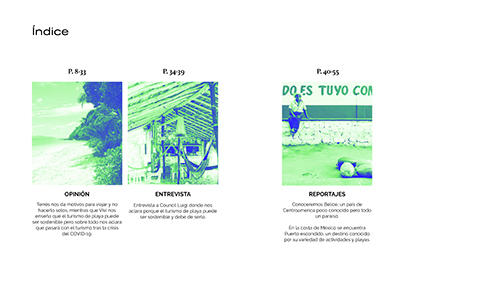 Índice
P. 8-33
P. 34-39
P. 40-55
DO ES TUYO COM
OPINIÓN
Terrés nos da motivos para viajar y no
hacerlo solos, mientras que Visi nos
enseña que el turismo de playa puede
ser sostenible pero sobre todo nos aclara
que pasará con el turismo tras la crisis
del COVID-19.
ENTREVISTA
Entrevista a Council Luigi donde nos
aclara porque el turismo de playa puede
ser sostenible y debe de serlo.
REPORTAJES
Conoceremos Belice, un país de
Centroamerica poco conocido pero todo
un paraíso.
En la costa de México se encuentra
Puerto escondido, un destino conocido
por su variedad de actividades y playas.